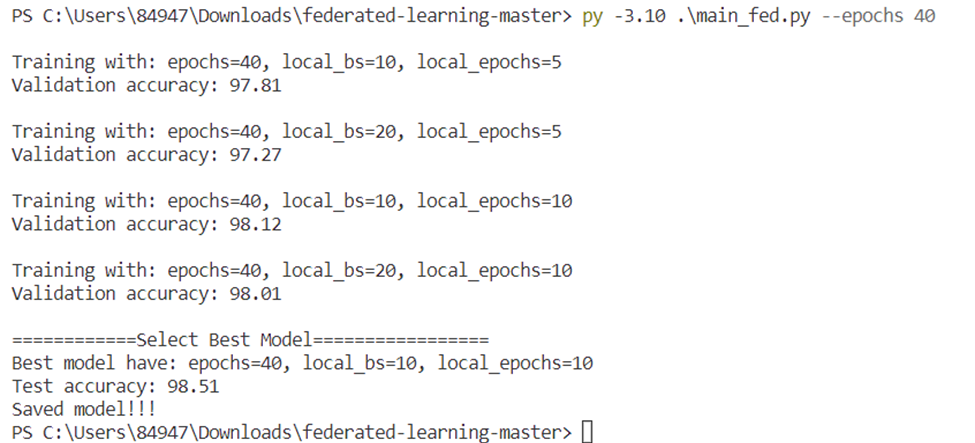 PS C:\Users\84947\Downloads\federated-learning-master> py -3.10 .\main_fed.py --epochs 40
Training with: epochs=40, local_bs=10, local_epochs=5
Validation accuracy: 97.81
Training with: epochs=40, local_bs=20, local_epochs=5
Validation accuracy: 97.27
Training with: epochs=40, local_bs=10, local_epochs=10
Validation accuracy: 98.12
Training with: epochs=40, local_bs=20, local_epochs=10
Validation accuracy: 98.01
============Select Best Model=================
Best model have: epochs=40, local_bs=10, local_epochs=10
Test accuracy: 98.51
Saved model!!!
PS C:\Users\84947\Downloads\federated-learning-master>